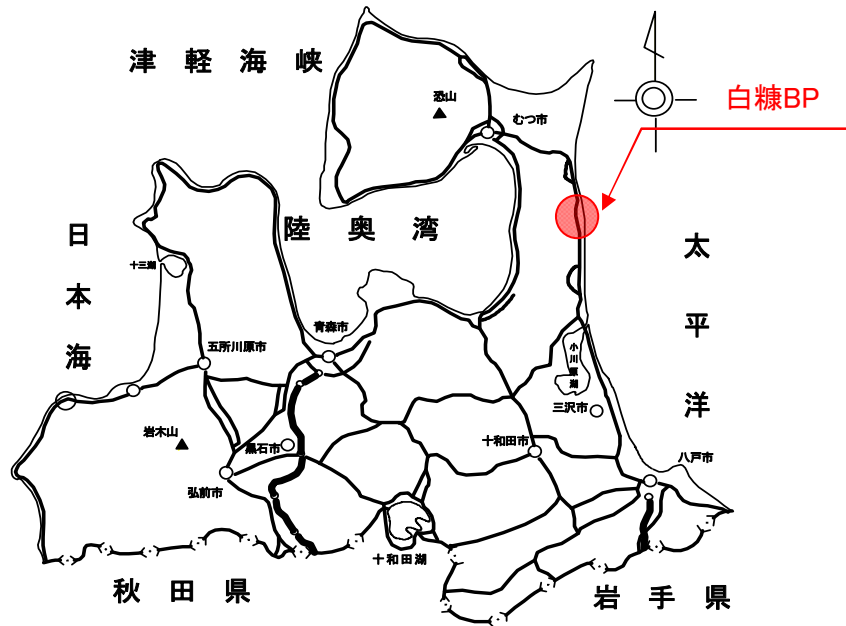 津軽海峡
恐山
むつ市
白糠BP
日本海
陸奥湾
太平洋
十三湖
青森市
五所川原市
小川原湖
三沢市
岩木山
黒石市
十和田市
八戸市
弘前市
十和田湖
秋田県
岩手県